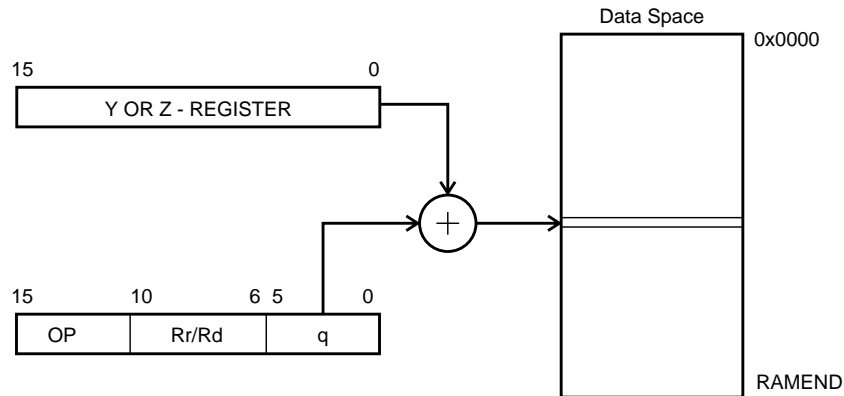 Data Space
0x0000
15 0
Y OR Z - REGISTER
+
15 10 6 5 0
OP Rr/Rd q
RAMEND